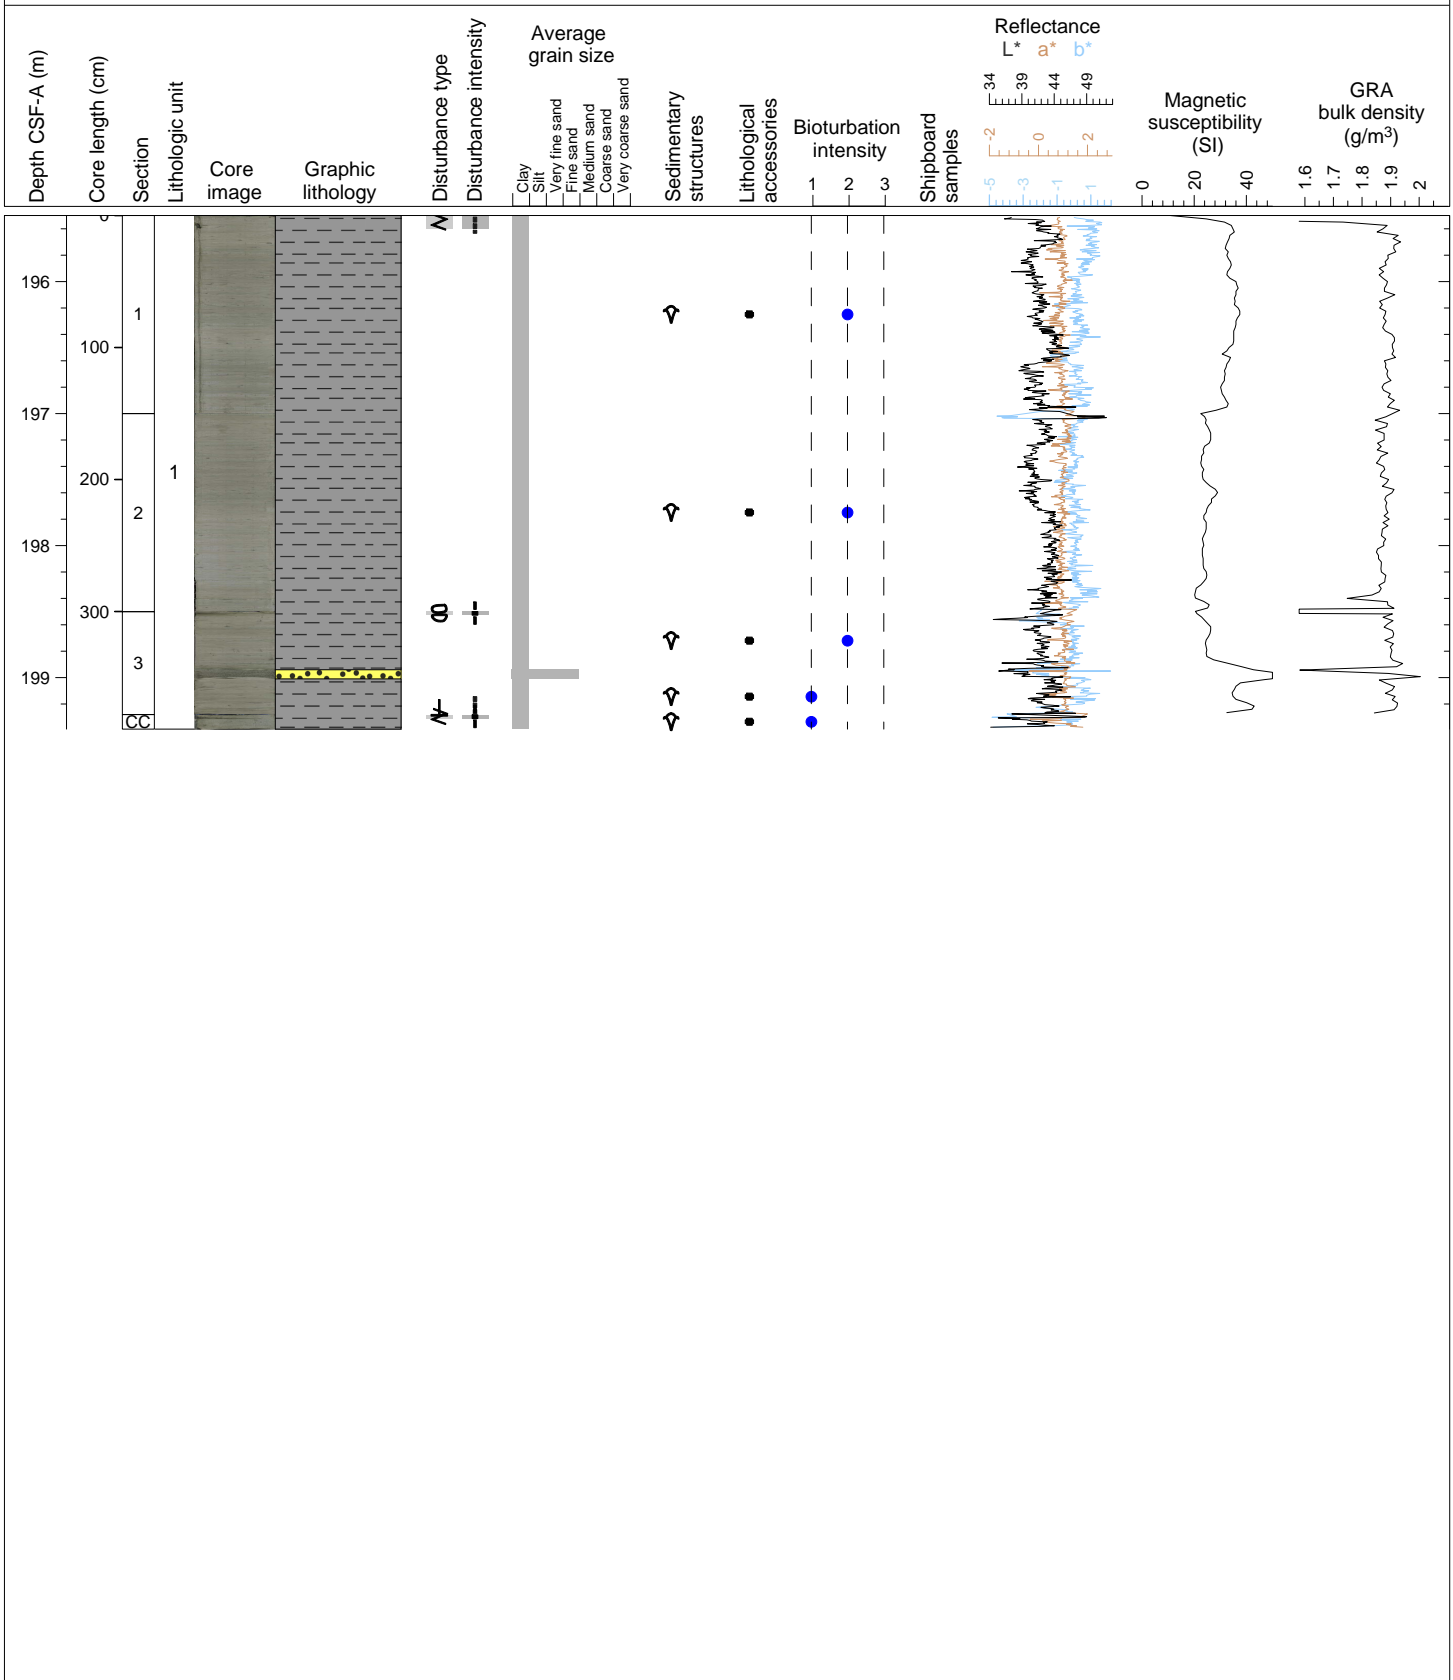 Depth CSF-A (m)
Core length (cm)
Section
Lithologic unit
Core
image
Graphic
lithology
Disturbance type
Disturbance intensity
Average
grain size
Clay
Silt
Very fine sand
Fine sand
Medium sand
Coarse sand
Very coarse sand
Sedimentary
structures
Lithological
accessories
Bioturbation
intensity
1 2 3
Shipboard
samples
Reflectance
L* a* b*
34 39 44 49
-2 0 2
-5 -3 -1 1
Magnetic
susceptibility
(SI)
0 20 40
GRA
bulk density
(g/m³)
1.6 1.7 1.8 1.9 2
0
196
1
100
197
1
200
2
198
300
3
199
CC